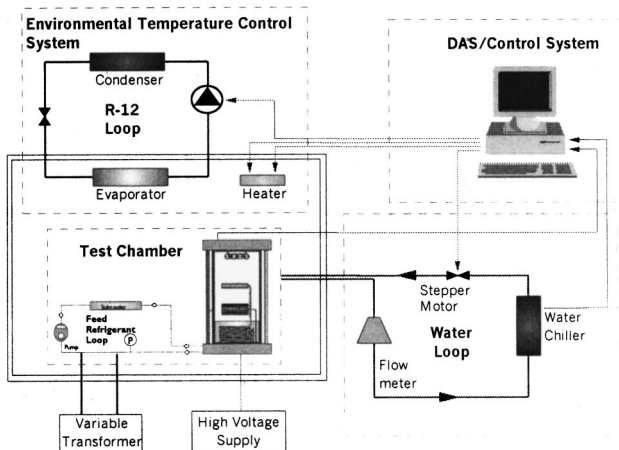 Environmental Temperature Control
System
Condenser
R-12
Loop
Evaporator
Heater
DAS/Control System
Test Chamber
Subcooler
Feed
Refrigerant
Loop
Pump
P
Stepper
Motor
Water
Loop
Water
Chiller
Flow
meter
Variable
Transformer
High Voltage
Supply